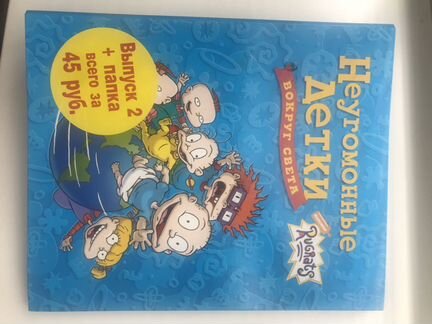 Неугомонные
Детки
ВОКРУГ СВЕТА
Rugrats
Выпуск 2
+ папка
всего за
45 руб.